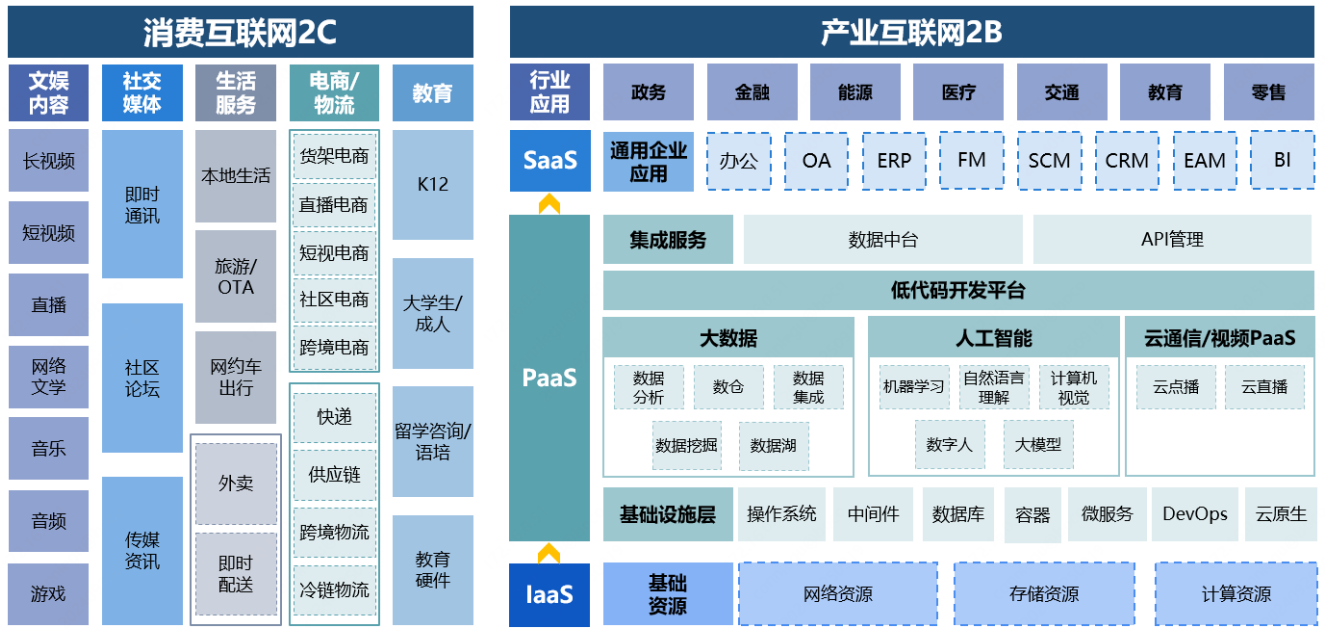 消费互联网2C
文娱
内容
社交
媒体
生活
服务
电商/
物流
教育
长视频
短视频
直播
网络
文学
音乐
音频
游戏
即时
通讯
社区
论坛
传媒
资讯
本地生活
旅游/
OTA
网约车
出行
外卖
即时
配送
货架电商
直播电商
短视电商
社区电商
跨境电商
快递
供应链
跨境物流
冷链物流
K12
大学生/
成人
留学咨询/
语培
教育
硬件
产业互联网2B
行业
应用
政务
金融
能源
医疗
交通
教育
零售
SaaS
通用企业
应用
办公
OA
ERP
FM
SCM
CRM
EAM
BI
PaaS
集成服务
数据中台
API管理
低代码开发平台
大数据
数据
分析
数仓
数据
集成
数据挖掘
数据湖
人工智能
机器学习
自然语言
理解
计算机
视觉
数字人
大模型
云通信/视频PaaS
云点播
云直播
基础设施层
操作系统
中间件
数据库
容器
微服务
DevOps
云原生
IaaS
基础
资源
网络资源
存储资源
计算资源